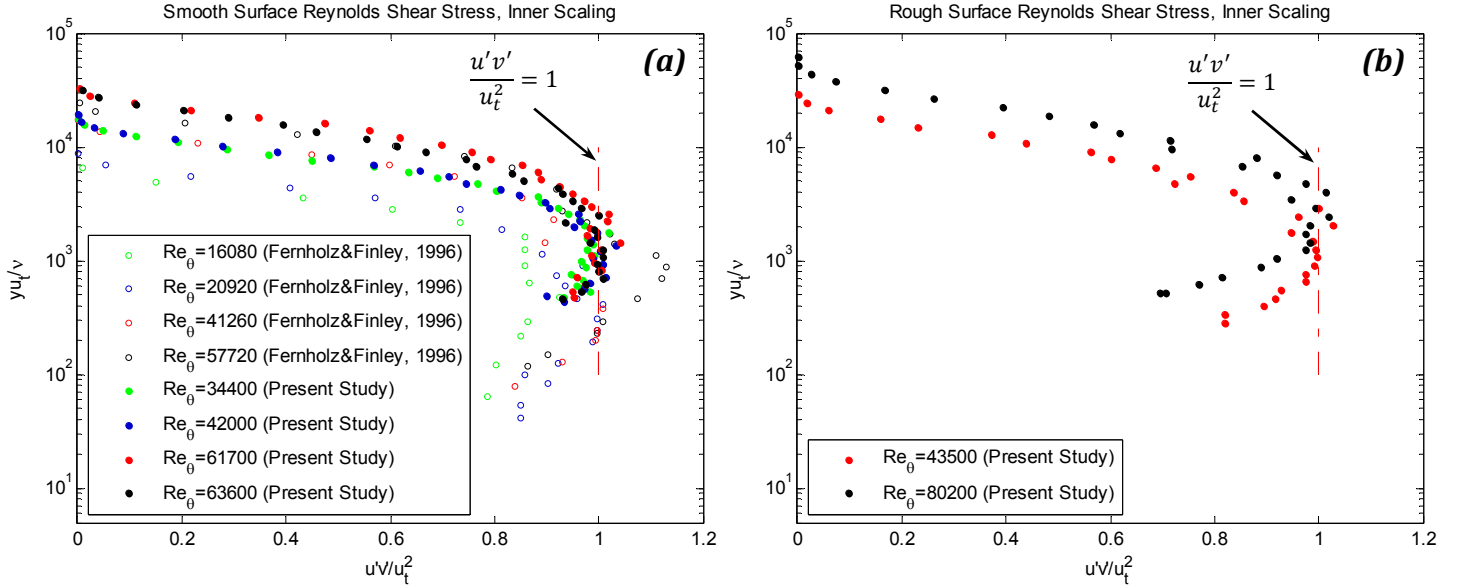 Smooth Surface Reynolds Shear Stress, Inner Scaling
10^5
10^4
10^3
10^2
10^1
yu_t/ν
(a)
u'v'/u_t^2 = 1
Re_θ=16080 (Fernholz&Finley, 1996)
Re_θ=20920 (Fernholz&Finley, 1996)
Re_θ=41260 (Fernholz&Finley, 1996)
Re_θ=57720 (Fernholz&Finley, 1996)
Re_θ=34400 (Present Study)
Re_θ=42000 (Present Study)
Re_θ=61700 (Present Study)
Re_θ=63600 (Present Study)
0 0.2 0.4 0.6 0.8 1 1.2
u'v'/u_t^2
Rough Surface Reynolds Shear Stress, Inner Scaling
10^5
10^4
10^3
10^2
10^1
yu_t/ν
(b)
u'v'/u_t^2 = 1
Re_θ=43500 (Present Study)
Re_θ=80200 (Present Study)
0 0.2 0.4 0.6 0.8 1 1.2
u'v'/u_t^2